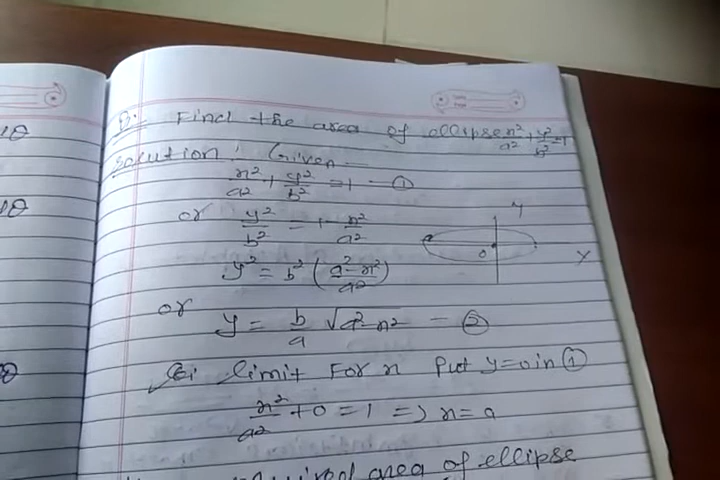 Q: Find the area of ellipse x²/a² + y²/b² = 1
Solution: Given
x²/a² + y²/b² = 1 — ①
or y²/b² = 1 - x²/a²
y² = b² (a² - x²/a²)
or
y = b/a √a² - x² — ②
limit For x Put y = 0 in ①
x²/a² + 0 = 1 => x = a
area of ellipse
Y
O
X